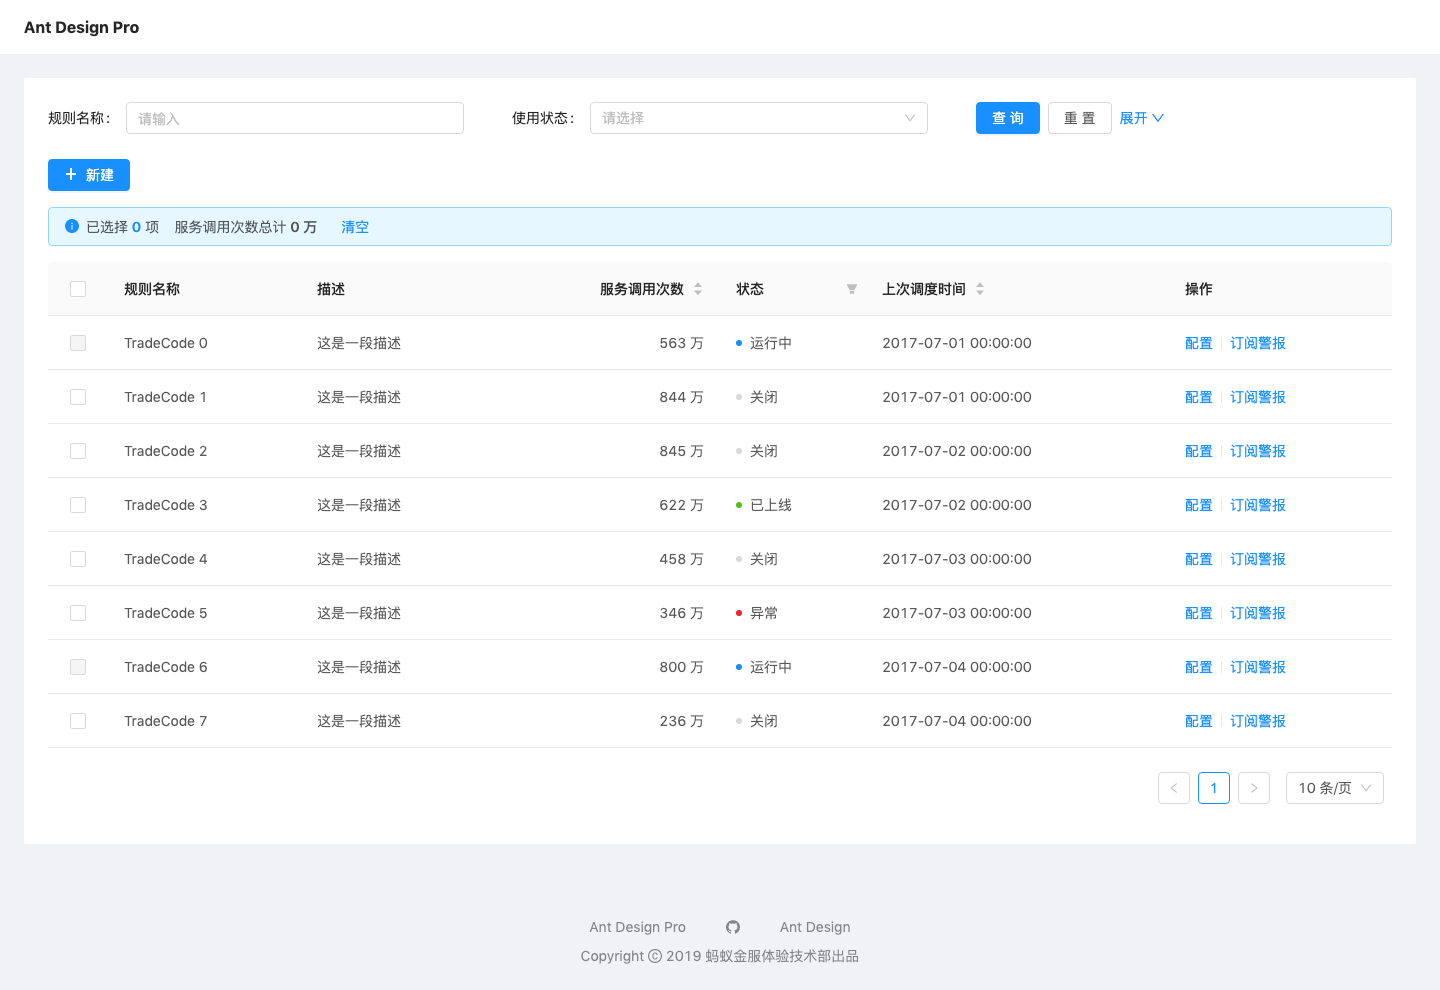 Ant Design Pro
规则名称: 请输入 使用状态: 请选择 查 询 重 置 展开
新建
已选择 0 项 服务调用次数总计 0 万 清空
规则名称 描述 服务调用次数 状态 上次调度时间 操作
TradeCode 0 这是一段描述 563 万 运行中 2017-07-01 00:00:00 配置 订阅警报
TradeCode 1 这是一段描述 844 万 关闭 2017-07-01 00:00:00 配置 订阅警报
TradeCode 2 这是一段描述 845 万 关闭 2017-07-02 00:00:00 配置 订阅警报
TradeCode 3 这是一段描述 622 万 已上线 2017-07-02 00:00:00 配置 订阅警报
TradeCode 4 这是一段描述 458 万 关闭 2017-07-03 00:00:00 配置 订阅警报
TradeCode 5 这是一段描述 346 万 异常 2017-07-03 00:00:00 配置 订阅警报
TradeCode 6 这是一段描述 800 万 运行中 2017-07-04 00:00:00 配置 订阅警报
TradeCode 7 这是一段描述 236 万 关闭 2017-07-04 00:00:00 配置 订阅警报
1 10 条/页
Ant Design Pro Ant Design
Copyright © 2019 蚂蚁金服体验技术部出品